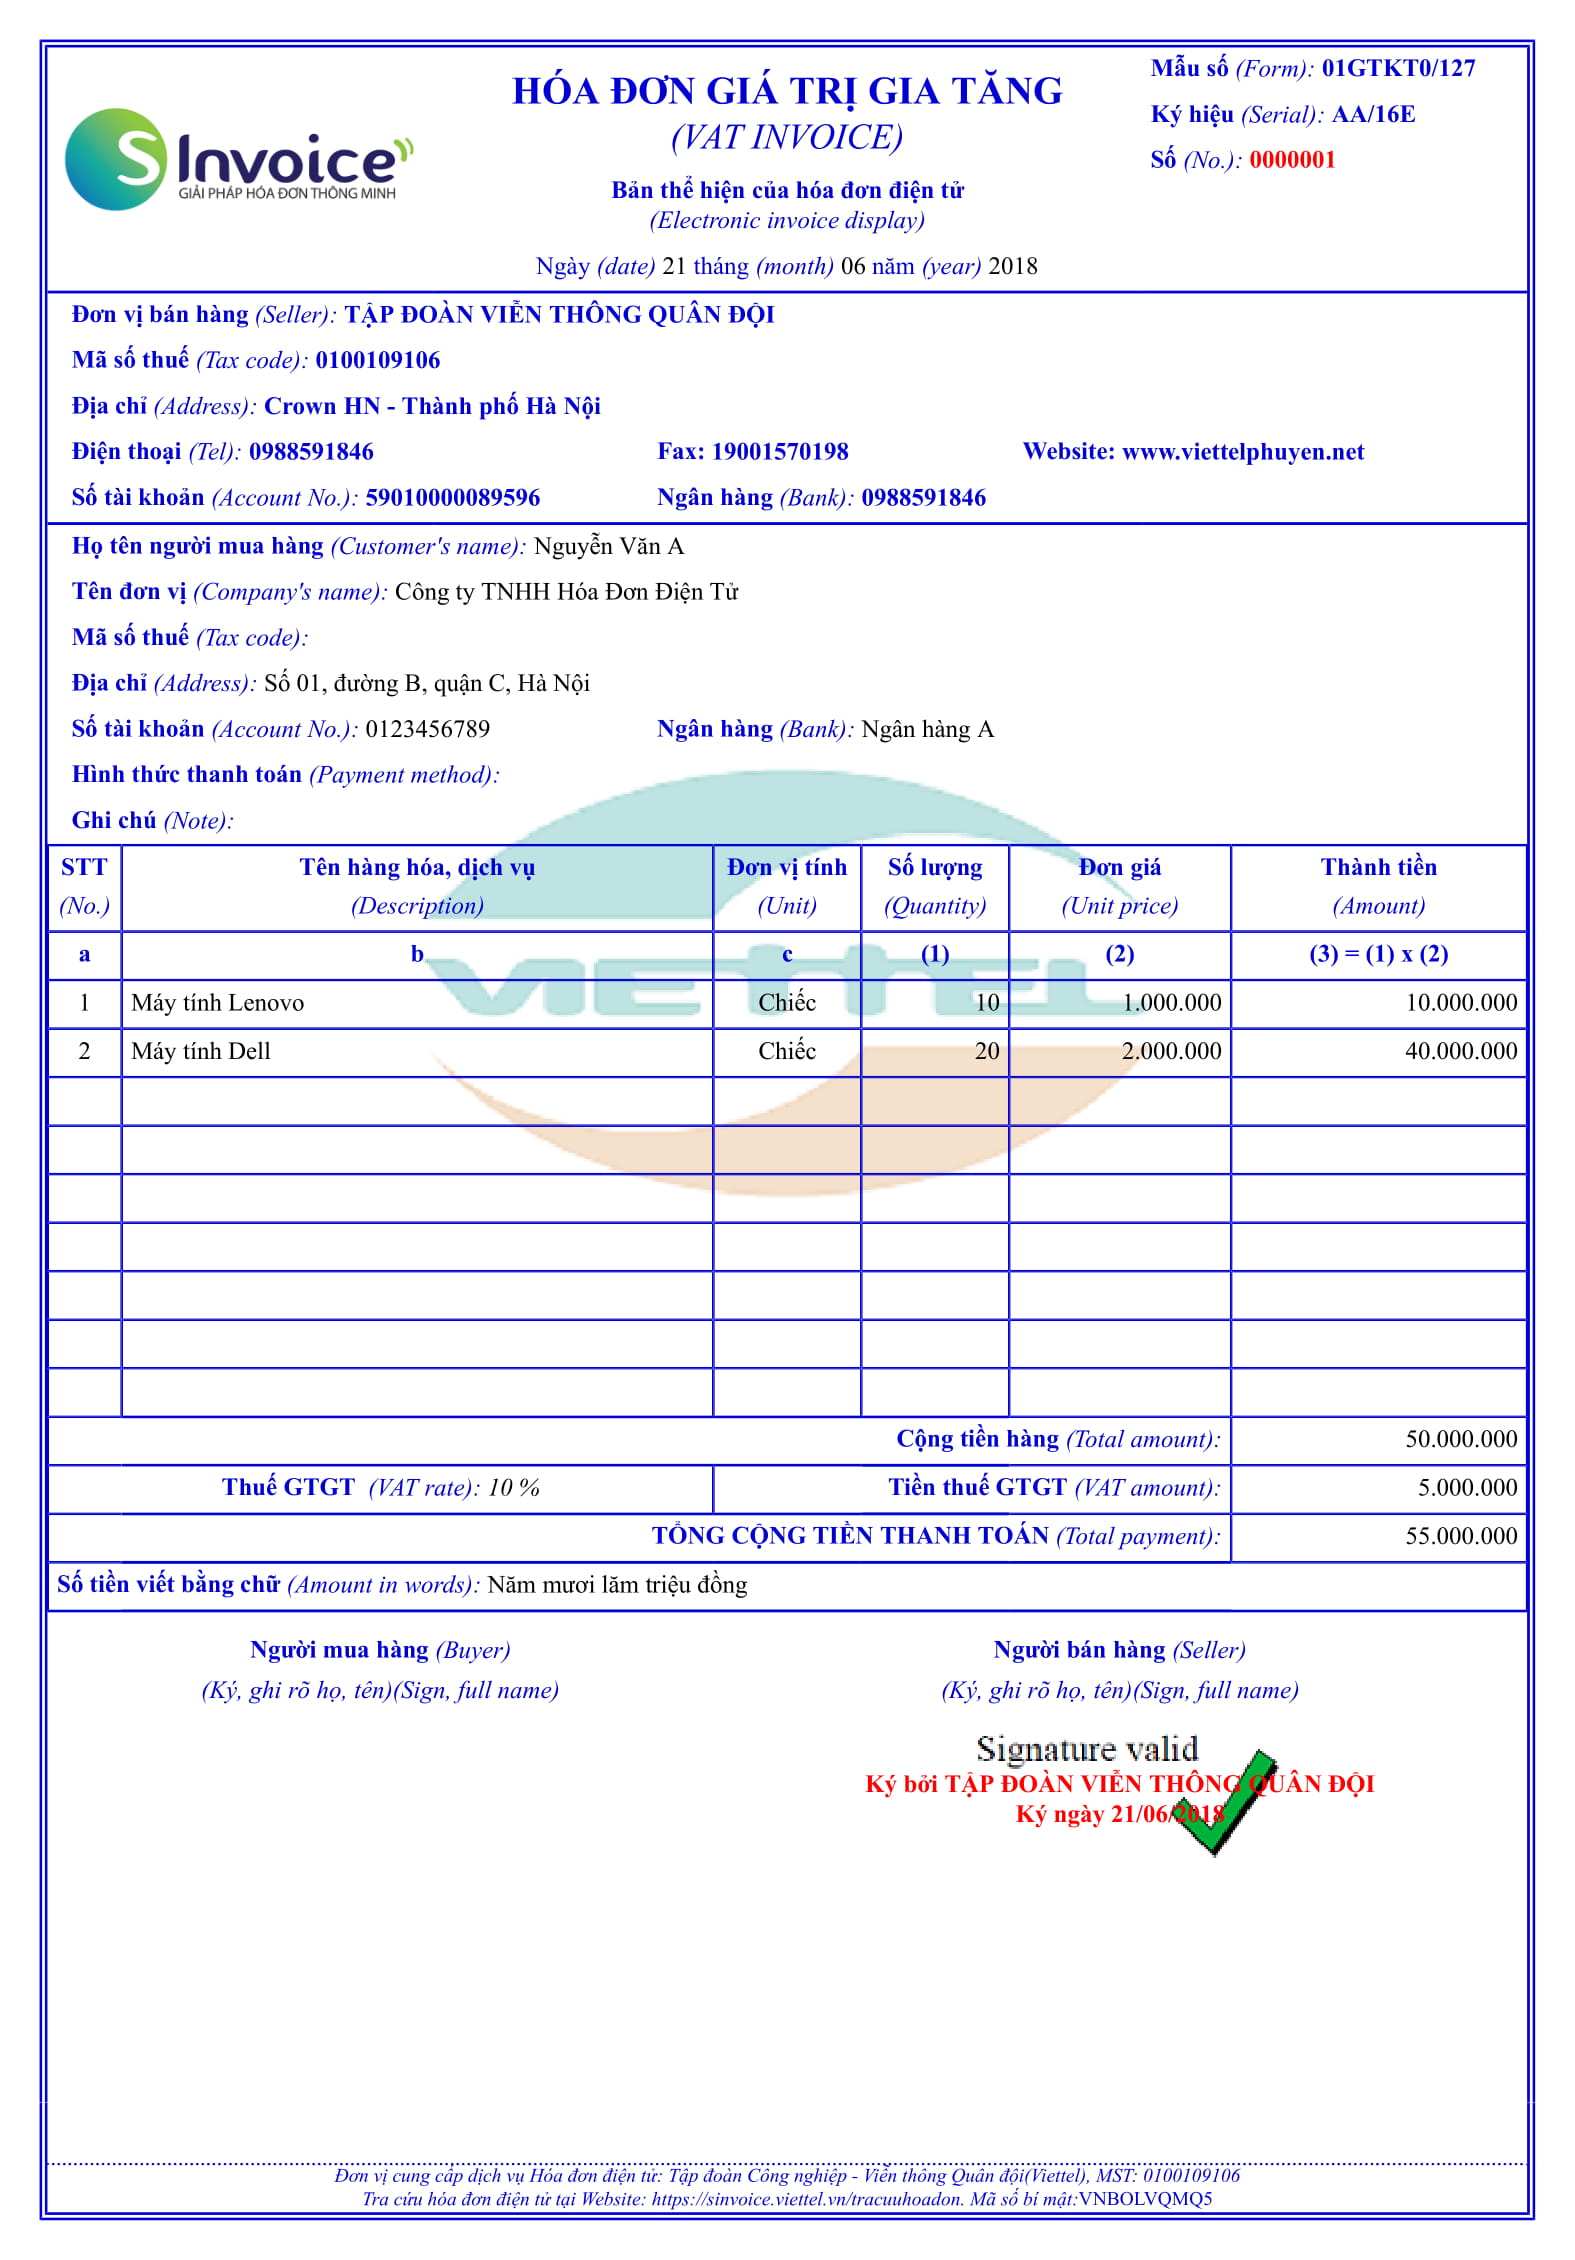 HÓA ĐƠN GIÁ TRỊ GIA TĂNG
(VAT INVOICE)
Bản thể hiện của hóa đơn điện tử
(Electronic invoice display)
Ngày (date) 21 tháng (month) 06 năm (year) 2018
Mẫu số (Form): 01GTKT0/127
Ký hiệu (Serial): AA/16E
Số (No.): 0000001
S Invoice
GIẢI PHÁP HÓA ĐƠN THÔNG MINH
Đơn vị bán hàng (Seller): TẬP ĐOÀN VIỄN THÔNG QUÂN ĐỘI
Mã số thuế (Tax code): 0100109106
Địa chỉ (Address): Crown HN - Thành phố Hà Nội
Điện thoại (Tel): 0988591846 Fax: 19001570198 Website: www.viettelphuyen.net
Số tài khoản (Account No.): 59010000089596 Ngân hàng (Bank): 0988591846
Họ tên người mua hàng (Customer's name): Nguyễn Văn A
Tên đơn vị (Company's name): Công ty TNHH Hóa Đơn Điện Tử
Mã số thuế (Tax code):
Địa chỉ (Address): Số 01, đường B, quận C, Hà Nội
Số tài khoản (Account No.): 0123456789 Ngân hàng (Bank): Ngân hàng A
Hình thức thanh toán (Payment method):
Ghi chú (Note):
STT Tên hàng hóa, dịch vụ Đơn vị tính Số lượng Đơn giá Thành tiền
(No.) (Description) (Unit) (Quantity) (Unit price) (Amount)
a b c (1) (2) (3) = (1) x (2)
VIETTEL
1 Máy tính Lenovo Chiếc 10 1.000.000 10.000.000
2 Máy tính Dell Chiếc 20 2.000.000 40.000.000
Cộng tiền hàng (Total amount): 50.000.000
Thuế GTGT (VAT rate): 10 % Tiền thuế GTGT (VAT amount): 5.000.000
TỔNG CỘNG TIỀN THANH TOÁN (Total payment): 55.000.000
Số tiền viết bằng chữ (Amount in words): Năm mươi lăm triệu đồng
Người mua hàng (Buyer) Người bán hàng (Seller)
(Ký, ghi rõ họ, tên)(Sign, full name) (Ký, ghi rõ họ, tên)(Sign, full name)
Signature valid
Ký bởi TẬP ĐOÀN VIỄN THÔNG QUÂN ĐỘI
Ký ngày 21/06/2018
Đơn vị cung cấp dịch vụ Hóa đơn điện tử: Tập đoàn Công nghiệp - Viễn thông Quân đội(Viettel), MST: 0100109106
Tra cứu hóa đơn điện tử tại Website: https://sinvoice.viettel.vn/tracuuhoadon. Mã số bí mật:VNBOLVQMQ5